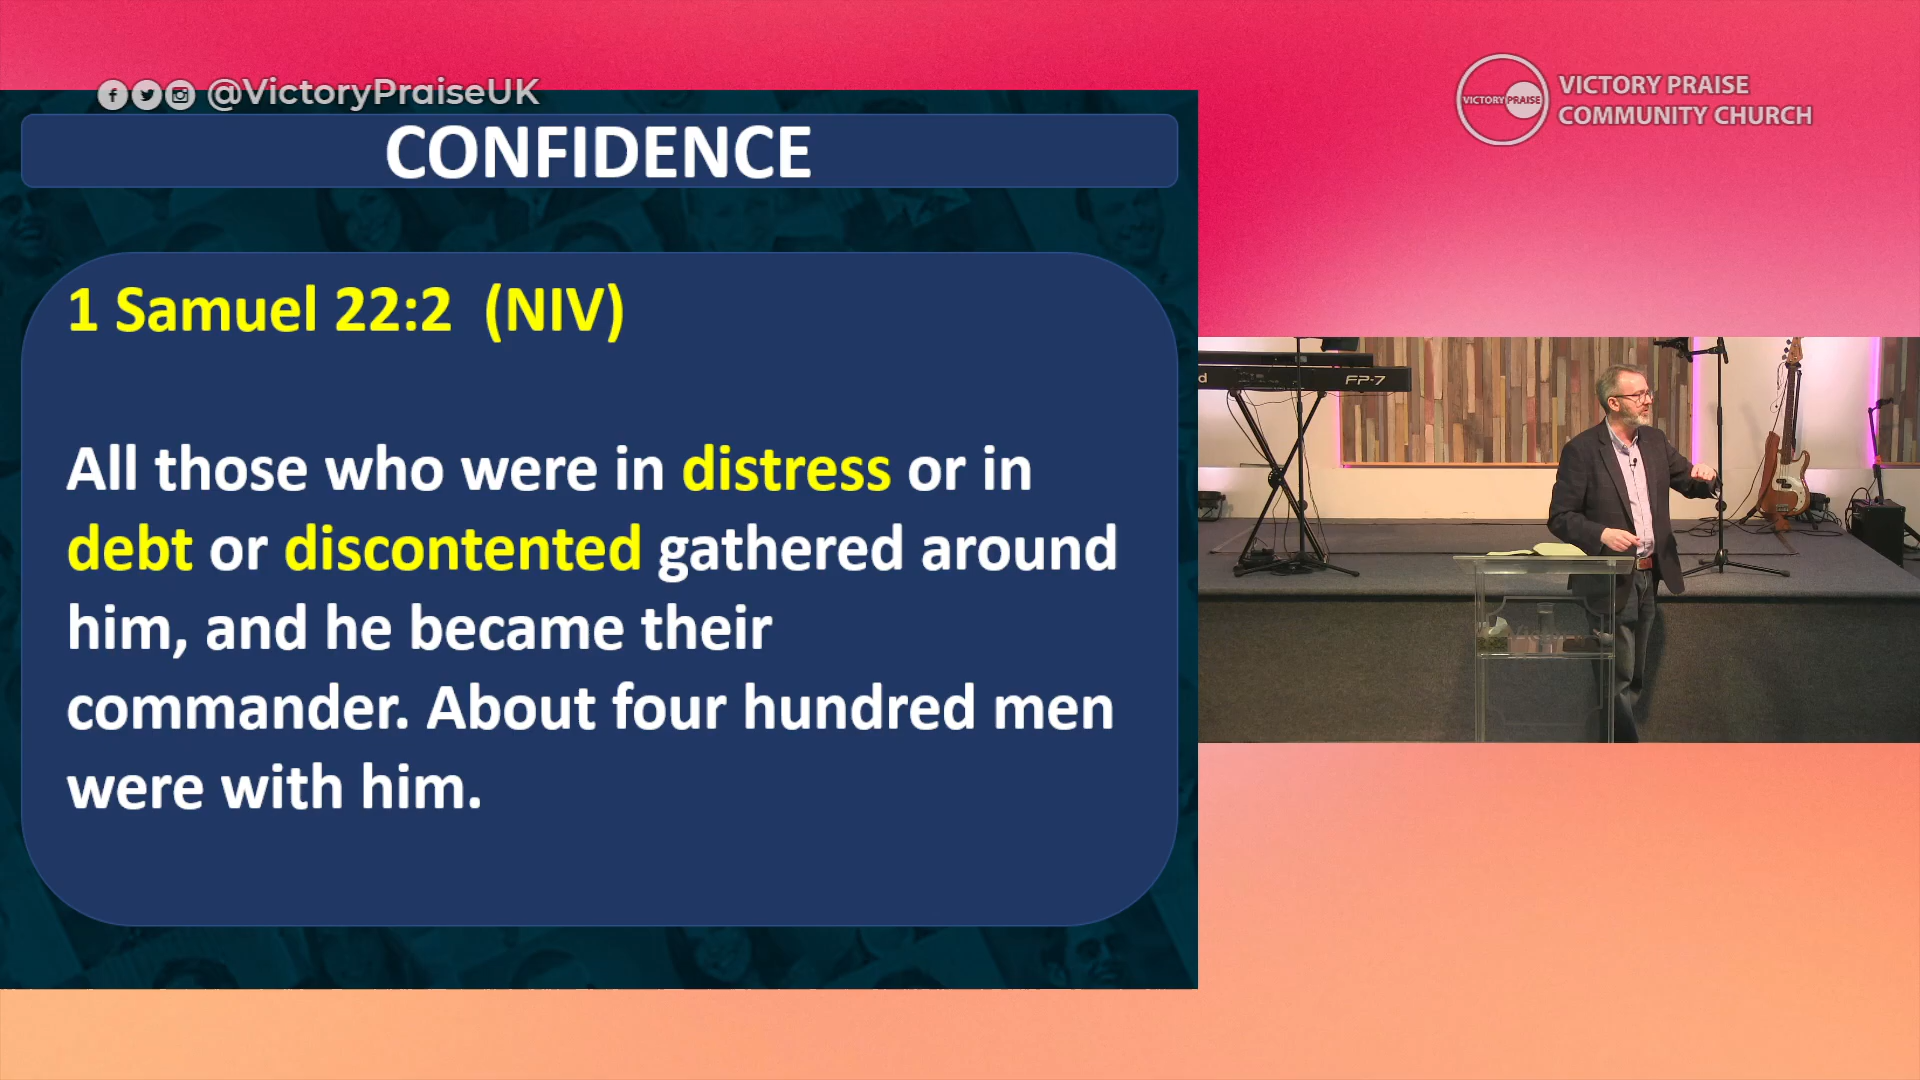 @VictoryPraiseUK
VICTORY PRAISE
VICTORY PRAISE
COMMUNITY CHURCH
CONFIDENCE
1 Samuel 22:2 (NIV)
All those who were in distress or in
debt or discontented gathered around
him, and he became their
commander. About four hundred men
were with him.
FP-7